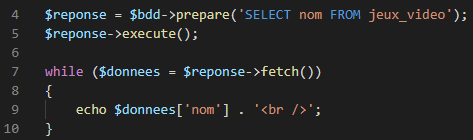 4 $reponse = $bdd->prepare('SELECT nom FROM jeux_video');
5 $reponse->execute();
6
7 while ($donnees = $reponse->fetch())
8 {
9 echo $donnees['nom'] . '<br />';
10 }